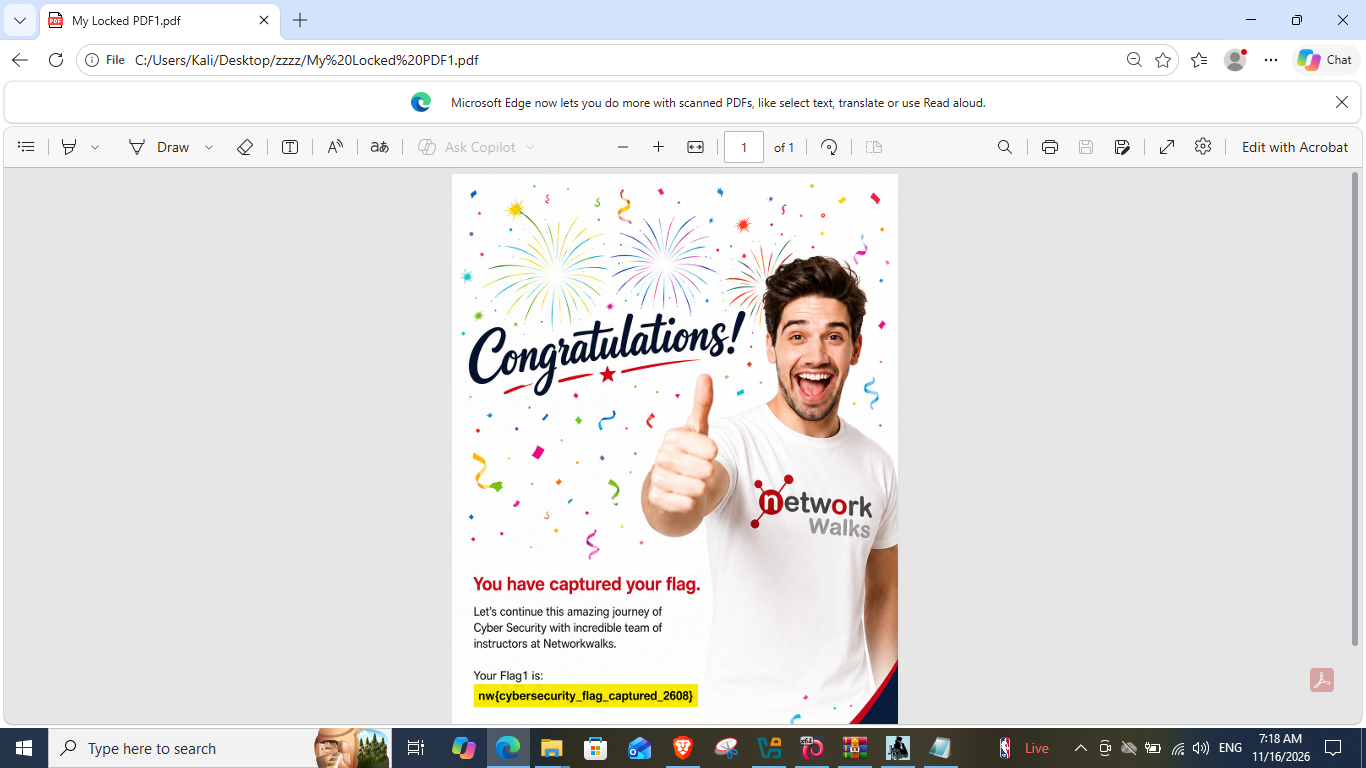 My Locked PDF1.pdf
File C:/Users/Kali/Desktop/zzzz/My%20Locked%20PDF1.pdf
Chat
Microsoft Edge now lets you do more with scanned PDFs, like select text, translate or use Read aloud.
Draw
Ask Copilot
1 of 1
Edit with Acrobat
Congratulations!
network
Walks
You have captured your flag.
Let's continue this amazing journey of
Cyber Security with incredible team of
instructors at Networkwalks.
Your Flag1 is:
nw{cybersecurity_flag_captured_2608}
Type here to search
Live
ENG
7:18 AM
11/16/2026